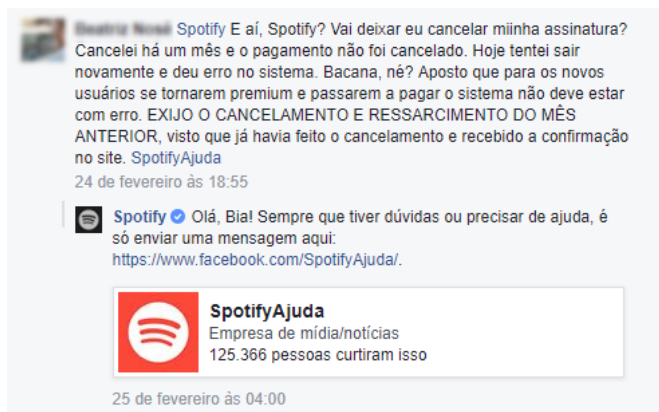 Spotify E aí, Spotify? Vai deixar eu cancelar miinha assinatura?
Cancelei há um mês e o pagamento não foi cancelado. Hoje tentei sair
novamente e deu erro no sistema. Bacana, né? Aposto que para os novos
usuários se tornarem premium e passarem a pagar o sistema não deve estar
com erro. EXIJO O CANCELAMENTO E RESSARCIMENTO DO MÊS
ANTERIOR, visto que já havia feito o cancelamento e recebido a confirmação
no site. SpotifyAjuda
24 de fevereiro às 18:55
Spotify Olá, Bia! Sempre que tiver dúvidas ou precisar de ajuda, é
só enviar uma mensagem aqui:
https://www.facebook.com/SpotifyAjuda/.
SpotifyAjuda
Empresa de mídia/notícias
125.366 pessoas curtiram isso
25 de fevereiro às 04:00